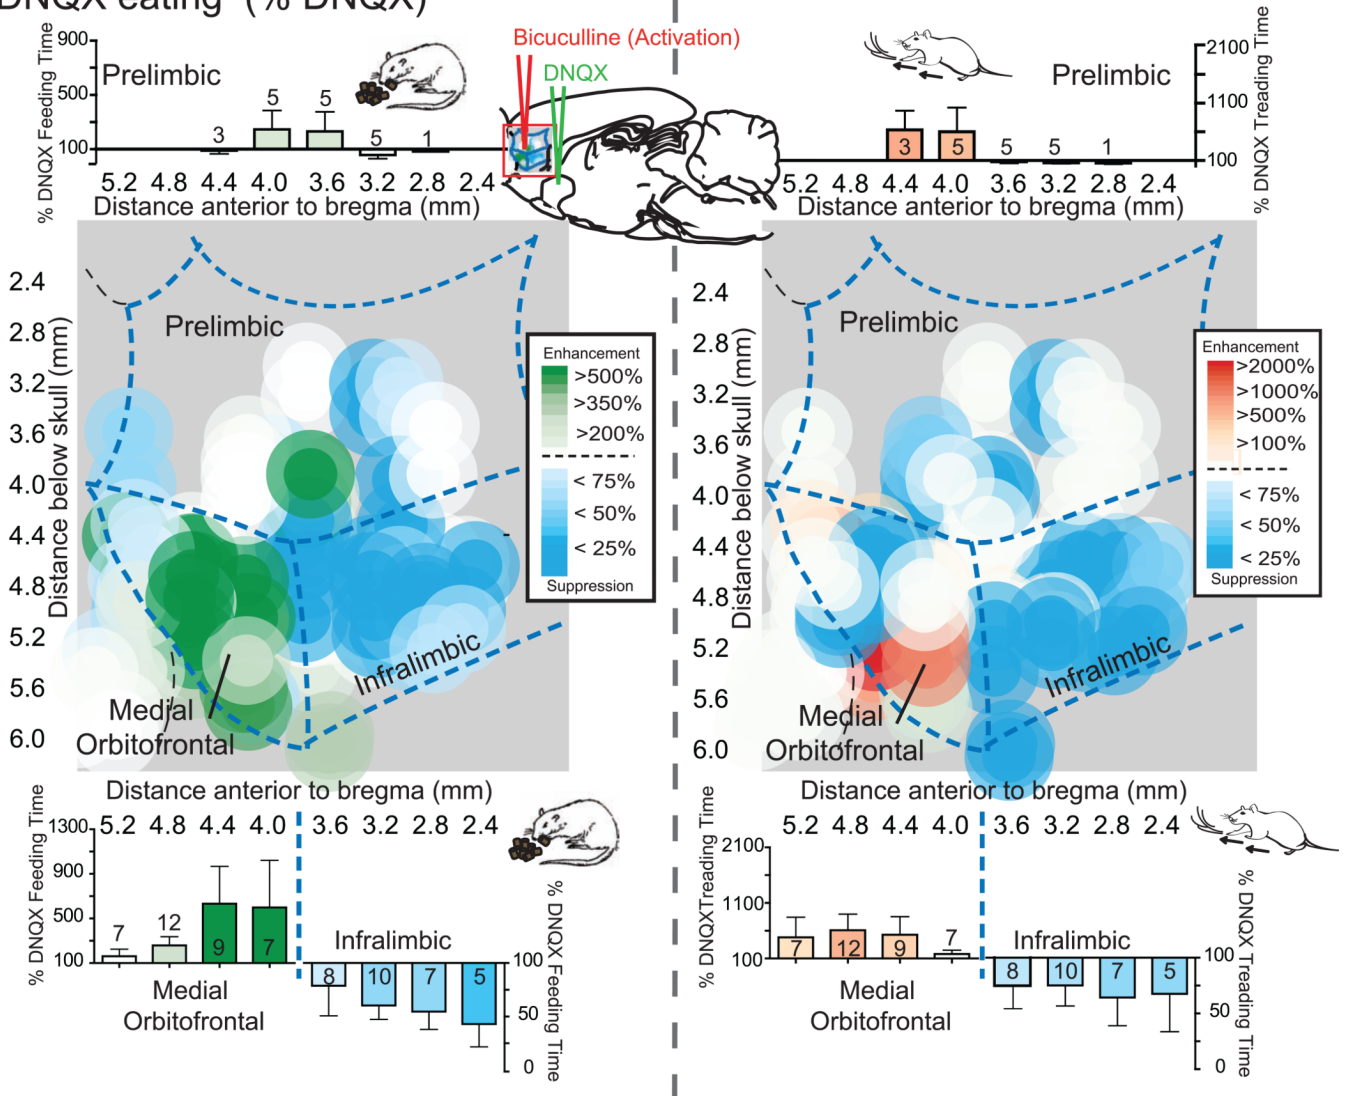 DNQX eating (% DNQX)
% DNQX Feeding Time
900
500
100
Prelimbic
3
5
5
5
1
5.2 4.8 4.4 4.0 3.6 3.2 2.8 2.4
Distance anterior to bregma (mm)
Bicuculline (Activation)
DNQX
Prelimbic
3
5
5
5
1
2100
1100
100
% DNQX Treading Time
5.2 4.8 4.4 4.0 3.6 3.2 2.8 2.4
Distance anterior to bregma (mm)
Distance below skull (mm)
2.4
2.8
3.2
3.6
4.0
4.4
4.8
5.2
5.6
6.0
Prelimbic
Infralimbic
Medial
Orbitofrontal
Enhancement
>500%
>350%
>200%
< 75%
< 50%
< 25%
Suppression
Distance below skull (mm)
2.4
2.8
3.2
3.6
4.0
4.4
4.8
5.2
5.6
6.0
Prelimbic
Infralimbic
Medial
Orbitofrontal
Enhancement
>2000%
>1000%
>500%
>100%
< 75%
< 50%
< 25%
Suppression
Distance anterior to bregma (mm)
5.2 4.8 4.4 4.0 3.6 3.2 2.8 2.4
% DNQX Feeding Time
1300
900
500
100
7
12
9
7
Medial
Orbitofrontal
Infralimbic
8
10
7
5
100
50
0
% DNQX Feeding Time
Distance anterior to bregma (mm)
5.2 4.8 4.4 4.0 3.6 3.2 2.8 2.4
% DNQXTreading Time
2100
1100
100
7
12
9
7
Medial
Orbitofrontal
Infralimbic
8
10
7
5
100
50
0
% DNQX Treading Time